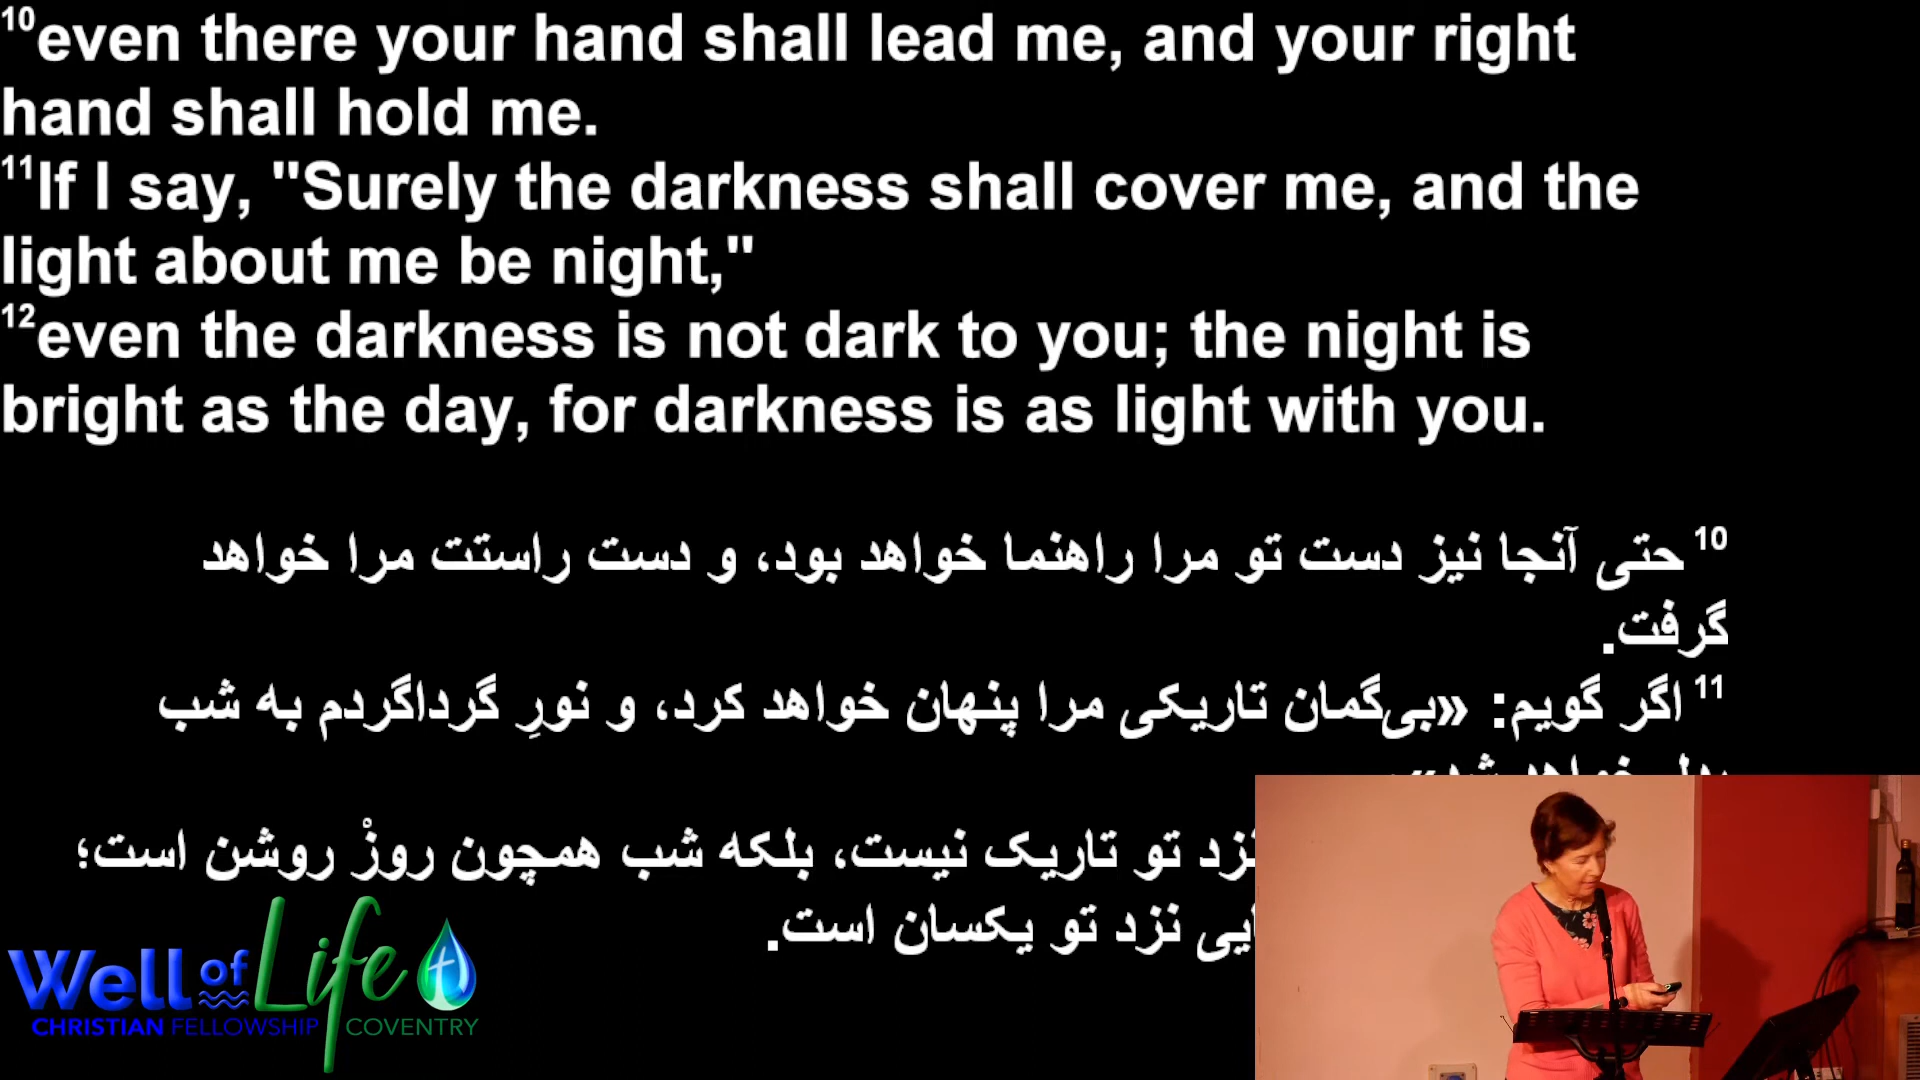 10even there your hand shall lead me, and your right
hand shall hold me.
11If I say, "Surely the darkness shall cover me, and the
light about me be night,"
12even the darkness is not dark to you; the night is
bright as the day, for darkness is as light with you.
10 حتی آنجا نیز دست تو مرا راهنما خواهد بود، و دست راستت مرا خواهد
گرفت.
11 اگر گویم: «بی‌گمان تاریکی مرا پنهان خواهد کرد، و نورِ گرداگردم به شب
نزد تو تاریک نیست، بلکه شب همچون روزْ روشن است؛
نزد تو یکسان است.
Well of Life
CHRISTIAN FELLOWSHIP COVENTRY